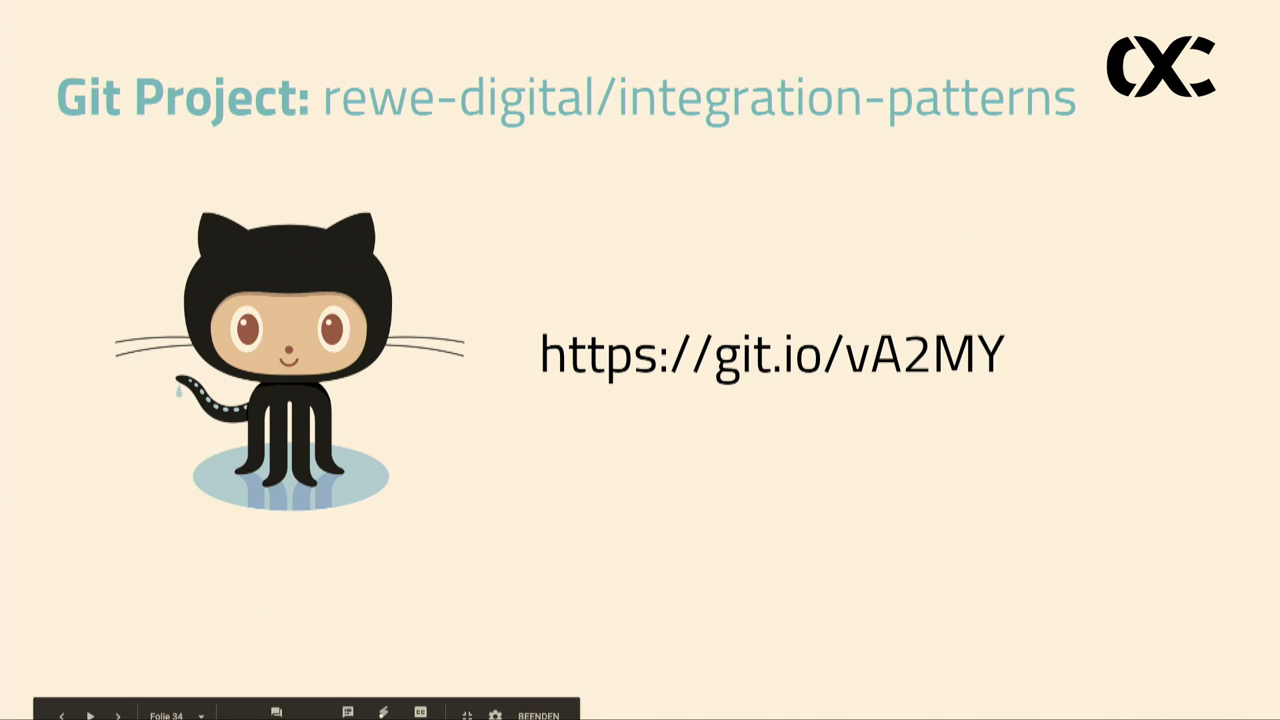 Git Project: rewe-digital/integration-patterns
https://git.io/vA2MY
Folie 34
BEENDEN